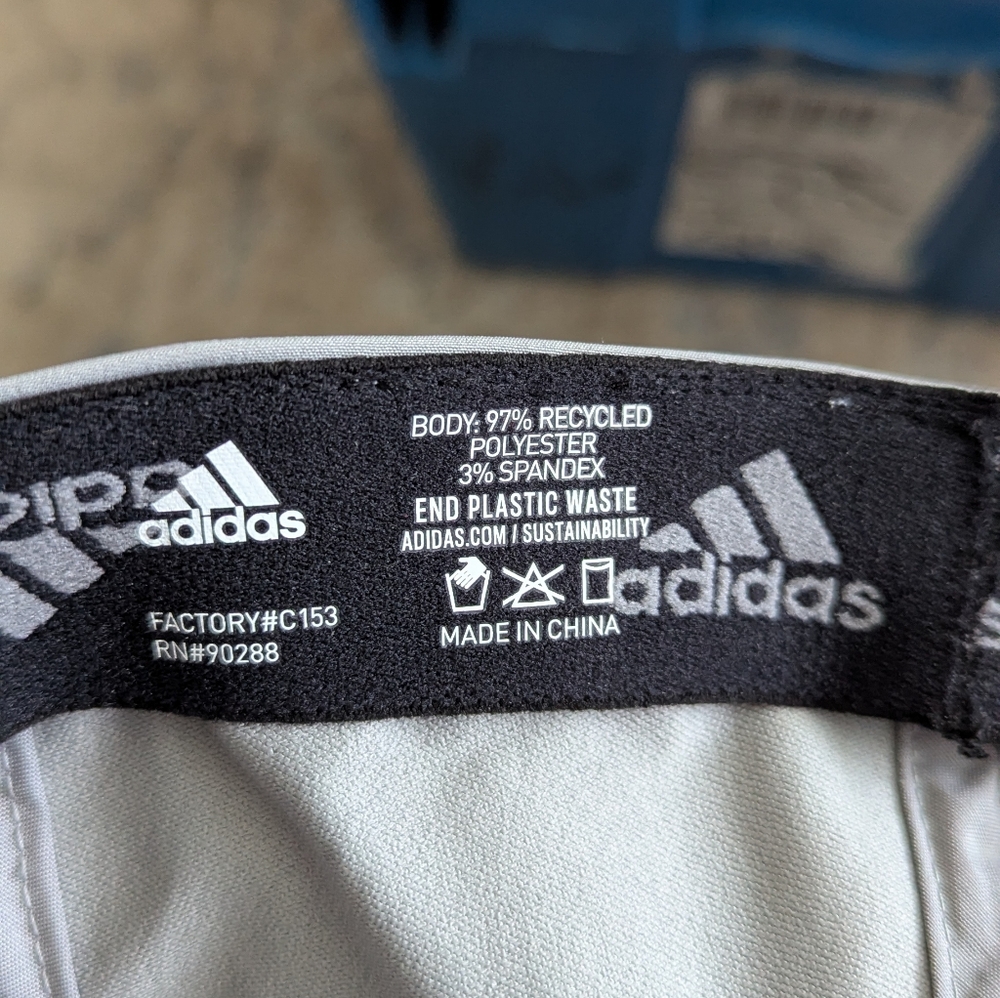 adidas
FACTORY#C153
RN#90288
BODY: 97% RECYCLED
POLYESTER
3% SPANDEX
END PLASTIC WASTE
ADIDAS.COM / SUSTAINABILITY
MADE IN CHINA
adidas
adidas